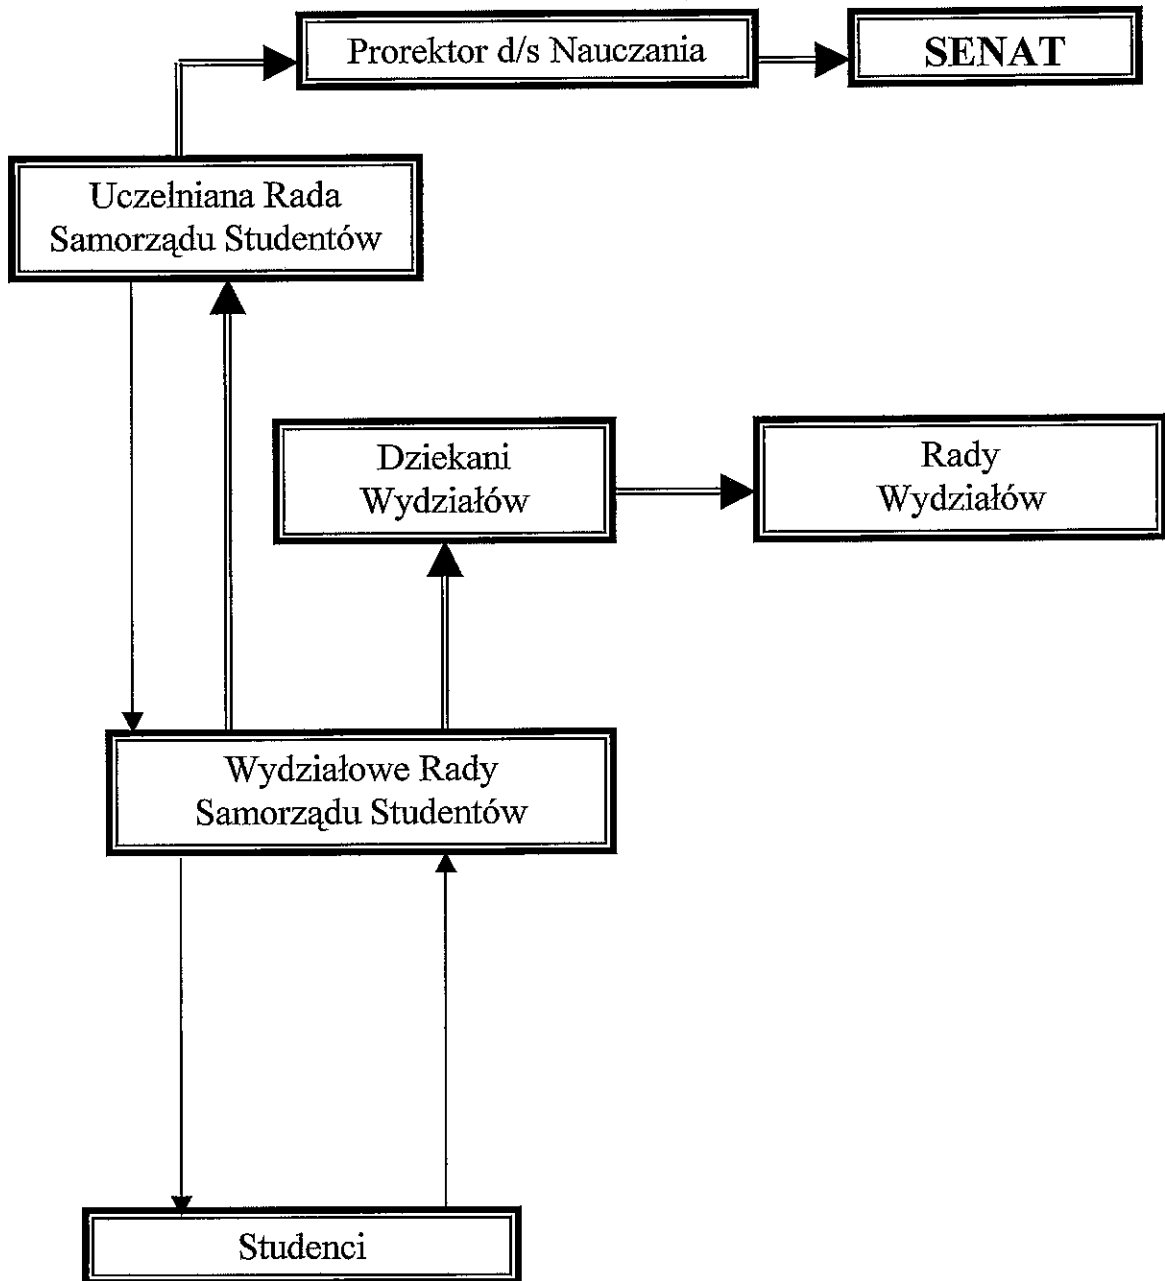 Prorektor d/s Nauczania
SENAT
Uczelniana Rada
Samorządu Studentów
Dziekani
Wydziałów
Rady
Wydziałów
Wydziałowe Rady
Samorządu Studentów
Studenci